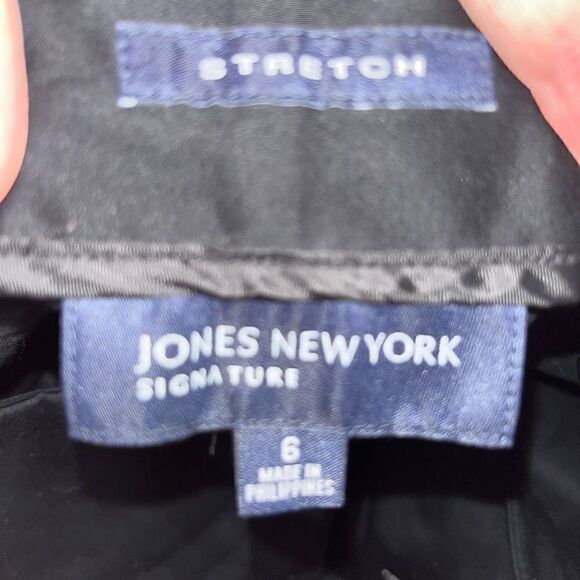 STRETCH
JONES NEW YORK
SIGNATURE
6
MADE IN
PHILIPPINES